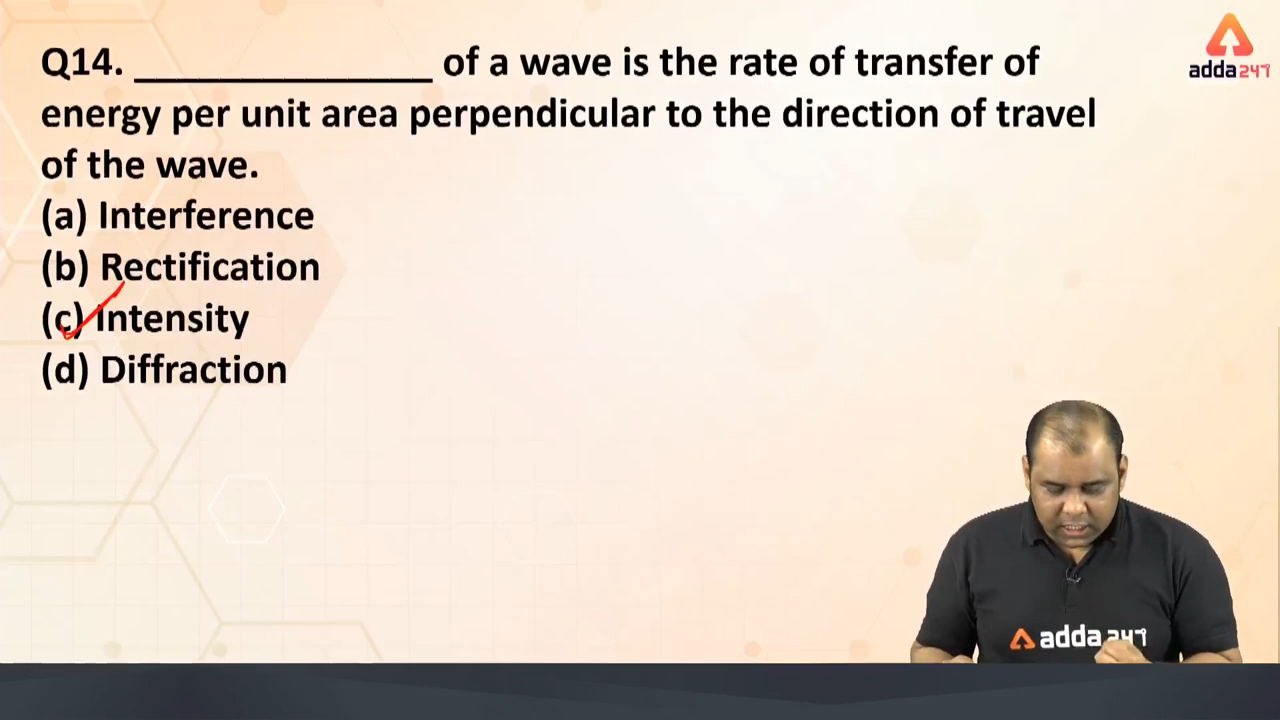 Q14. ______________ of a wave is the rate of transfer of
energy per unit area perpendicular to the direction of travel
of the wave.
(a) Interference
(b) Rectification
(c) Intensity
(d) Diffraction
adda247
adda247